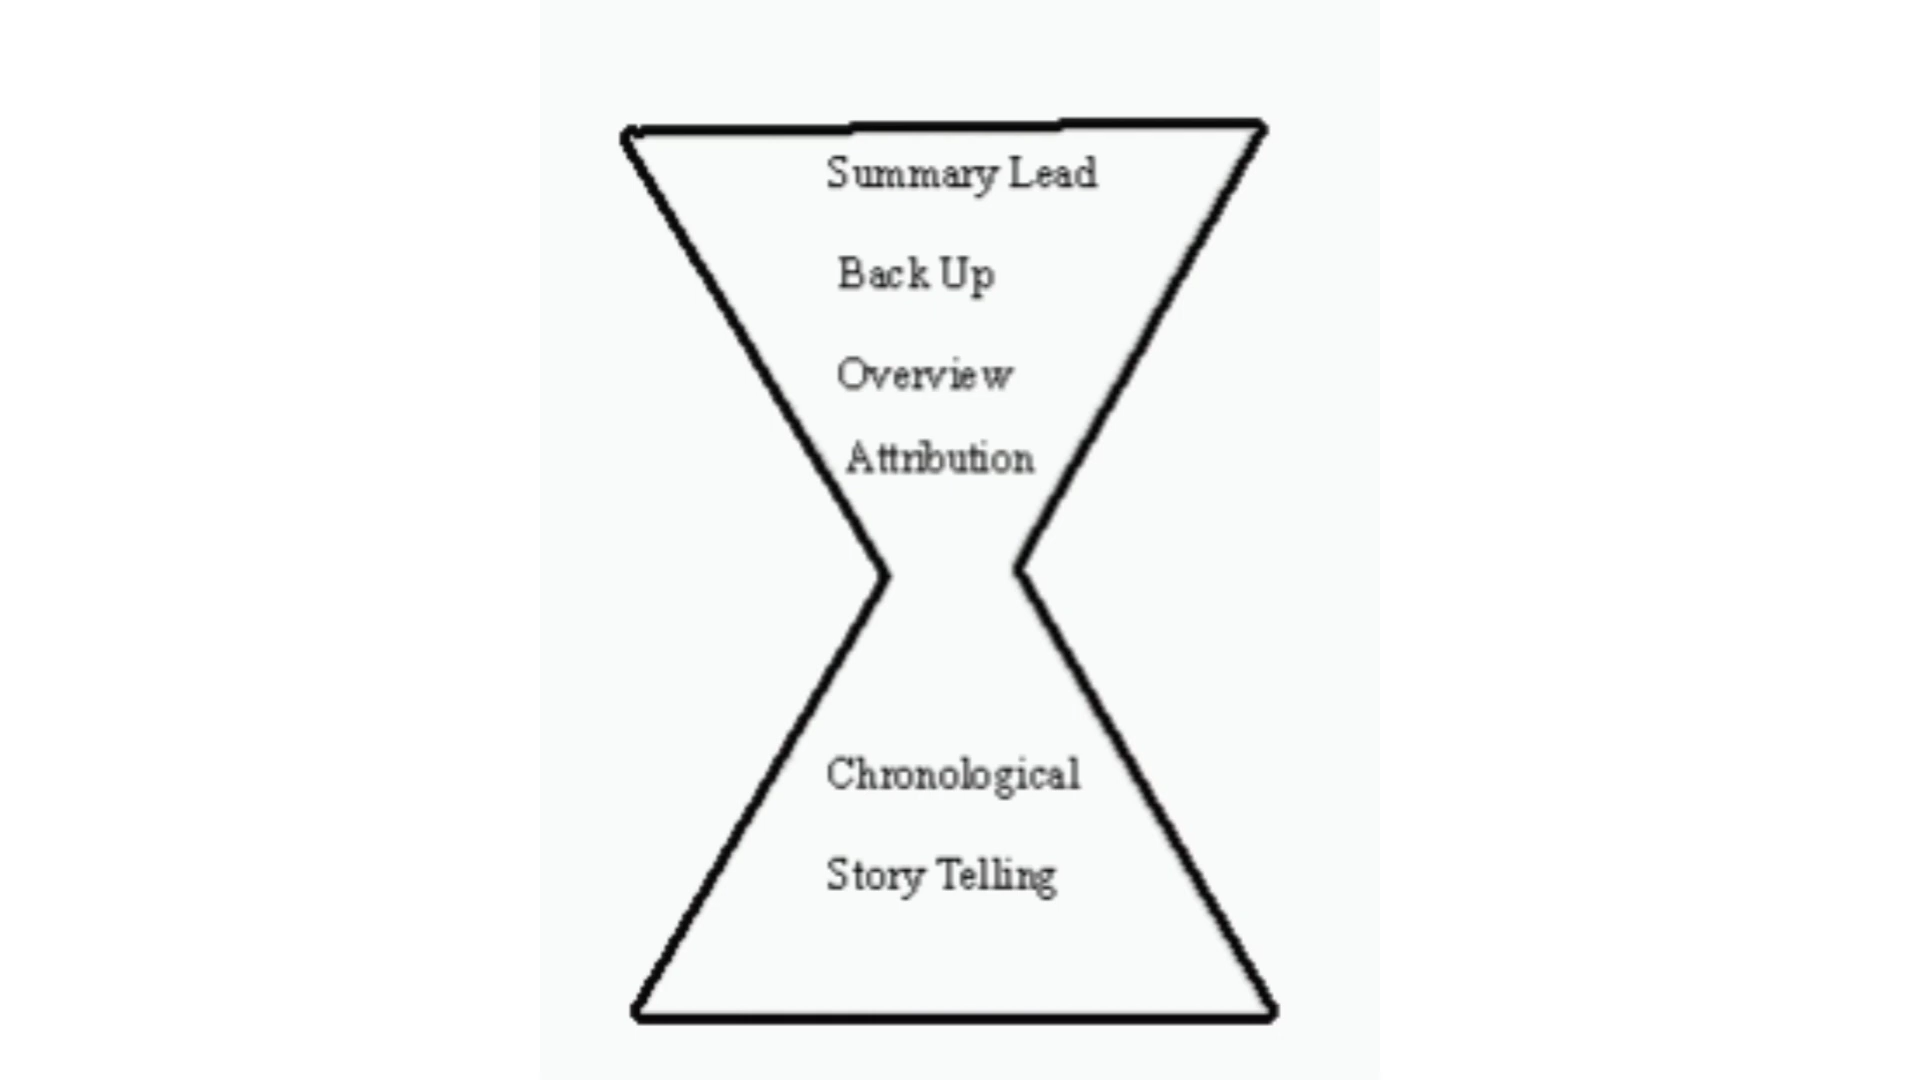 Summary Lead
Back Up
Overview
Attribution
Chronological
Story Telling